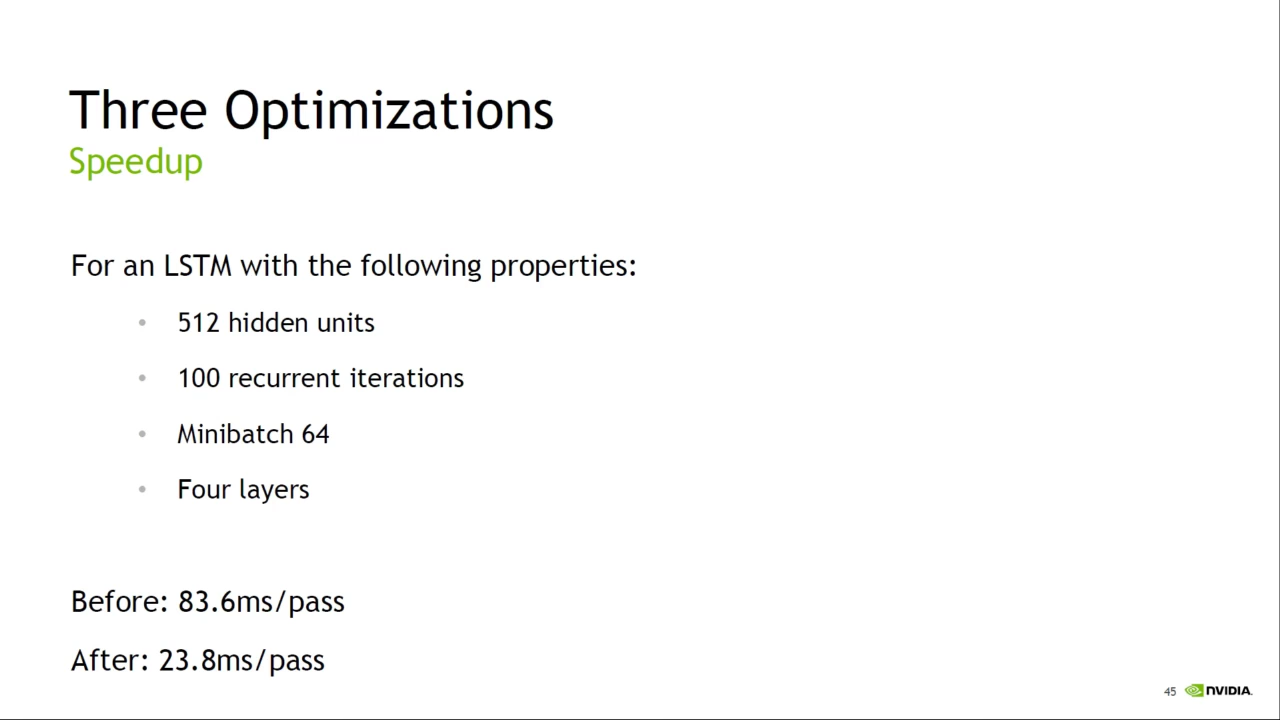 Three Optimizations
Speedup
For an LSTM with the following properties:
• 512 hidden units
• 100 recurrent iterations
• Minibatch 64
• Four layers
Before: 83.6ms/pass
After: 23.8ms/pass
45 NVIDIA.